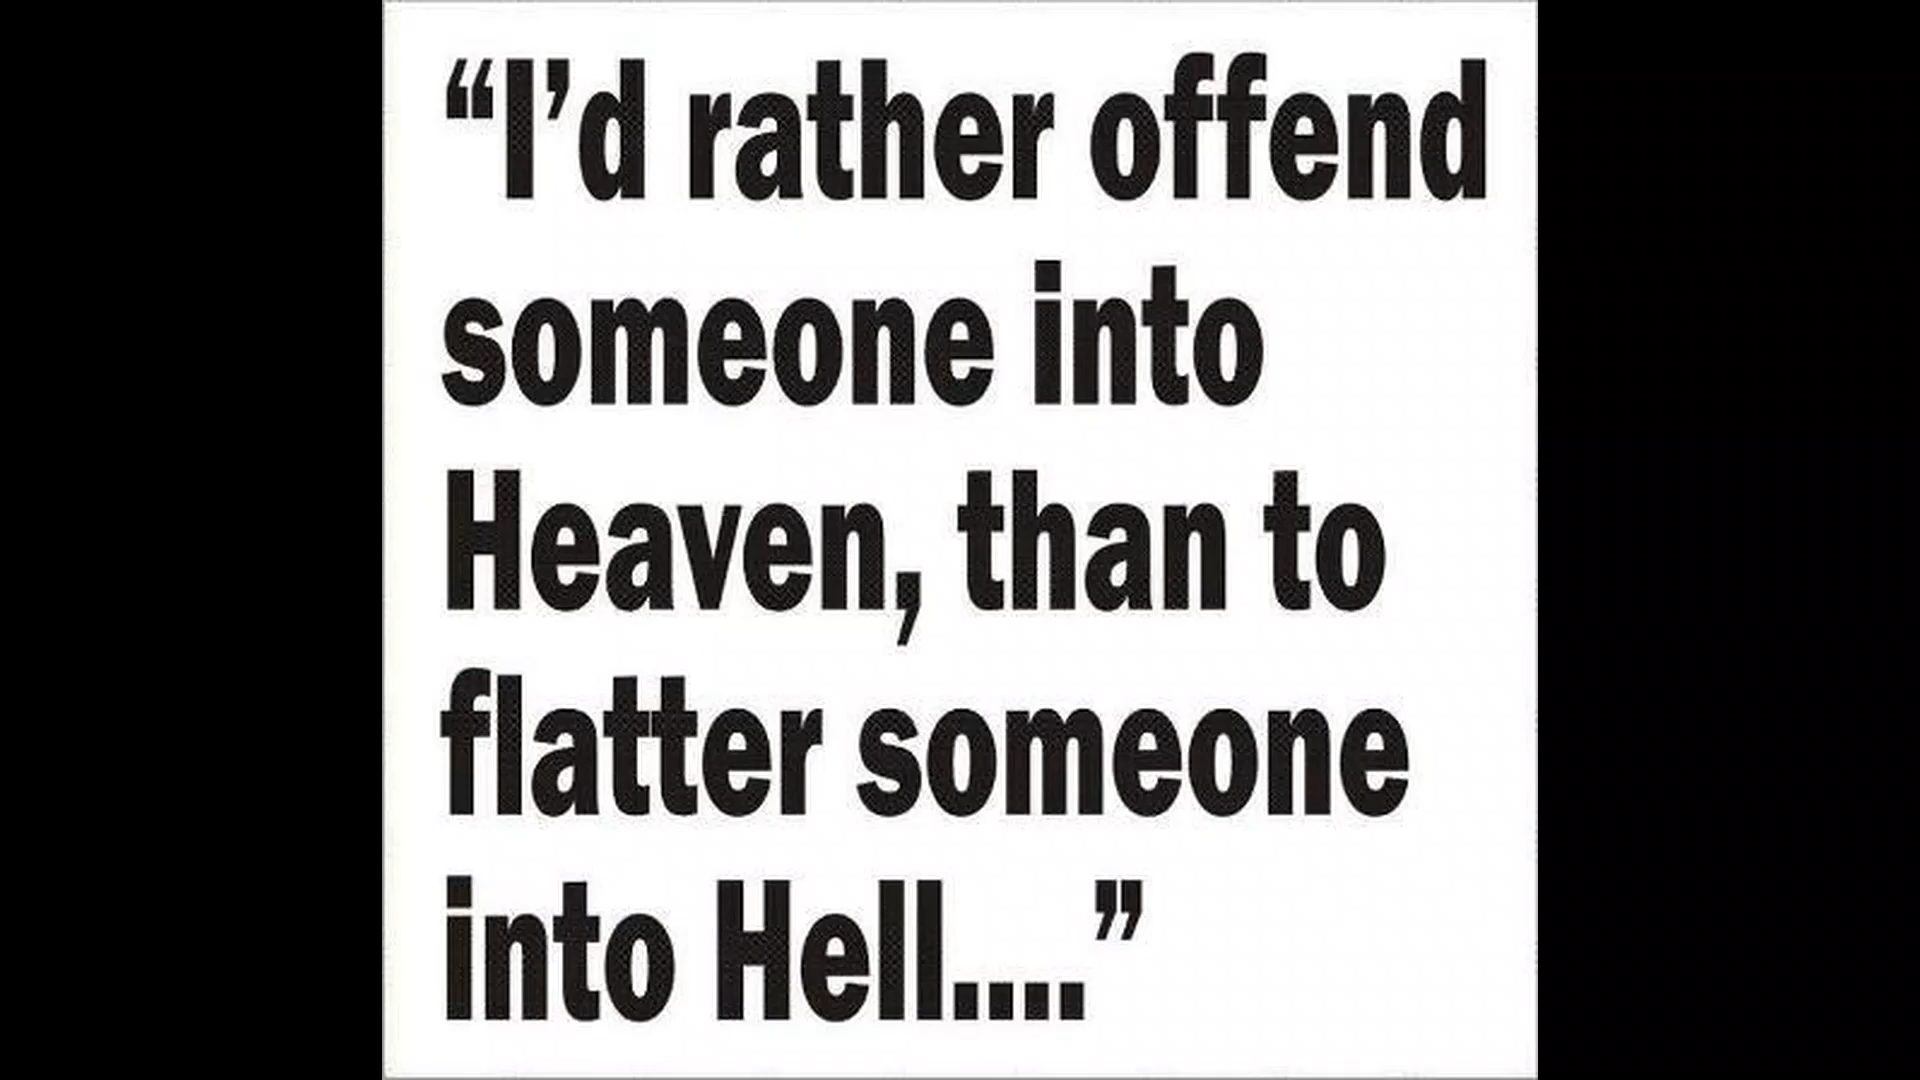 “I’d rather offend
someone into
Heaven, than to
flatter someone
into Hell....”